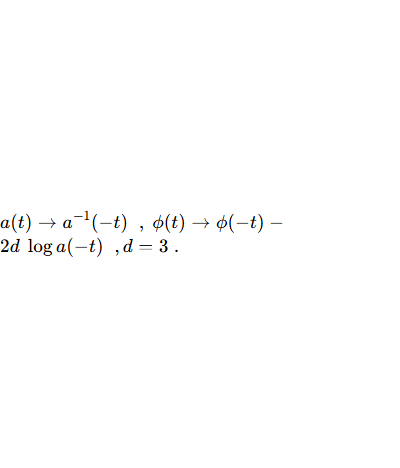 a(t) → a⁻¹(−t) , ϕ(t) → ϕ(−t) −
2d log a(−t) , d = 3 .